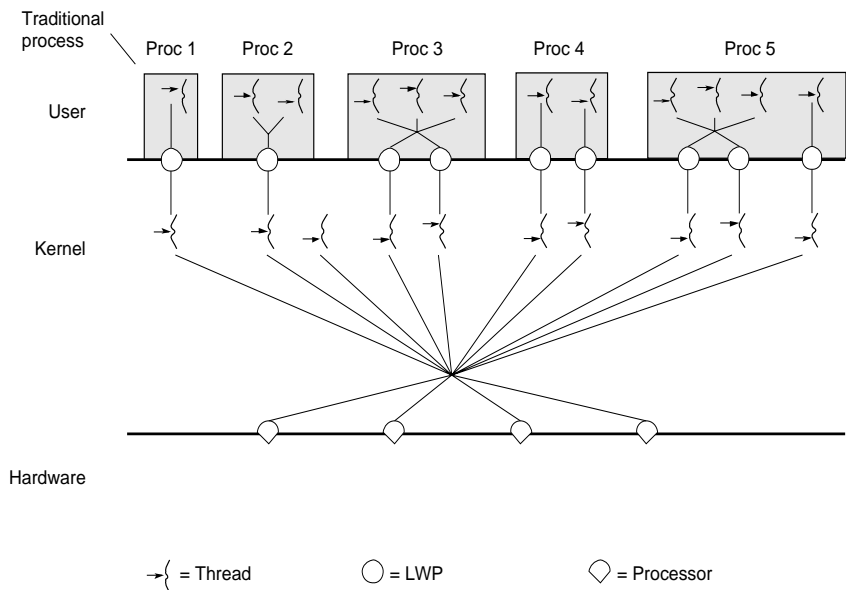 Traditional
process
Proc 1
Proc 2
Proc 3
Proc 4
Proc 5
User
Kernel
Hardware
= Thread
= LWP
= Processor